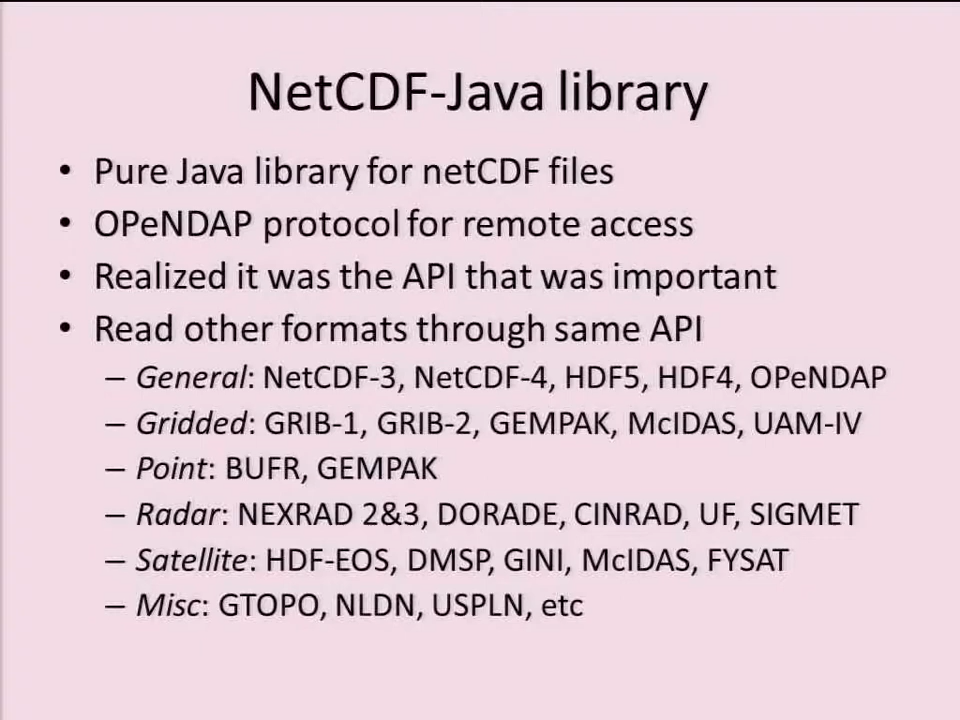 NetCDF-Java library
• Pure Java library for netCDF files
• OPeNDAP protocol for remote access
• Realized it was the API that was important
• Read other formats through same API
– General: NetCDF-3, NetCDF-4, HDF5, HDF4, OPeNDAP
– Gridded: GRIB-1, GRIB-2, GEMPAK, McIDAS, UAM-IV
– Point: BUFR, GEMPAK
– Radar: NEXRAD 2&3, DORADE, CINRAD, UF, SIGMET
– Satellite: HDF-EOS, DMSP, GINI, McIDAS, FYSAT
– Misc: GTOPO, NLDN, USPLN, etc